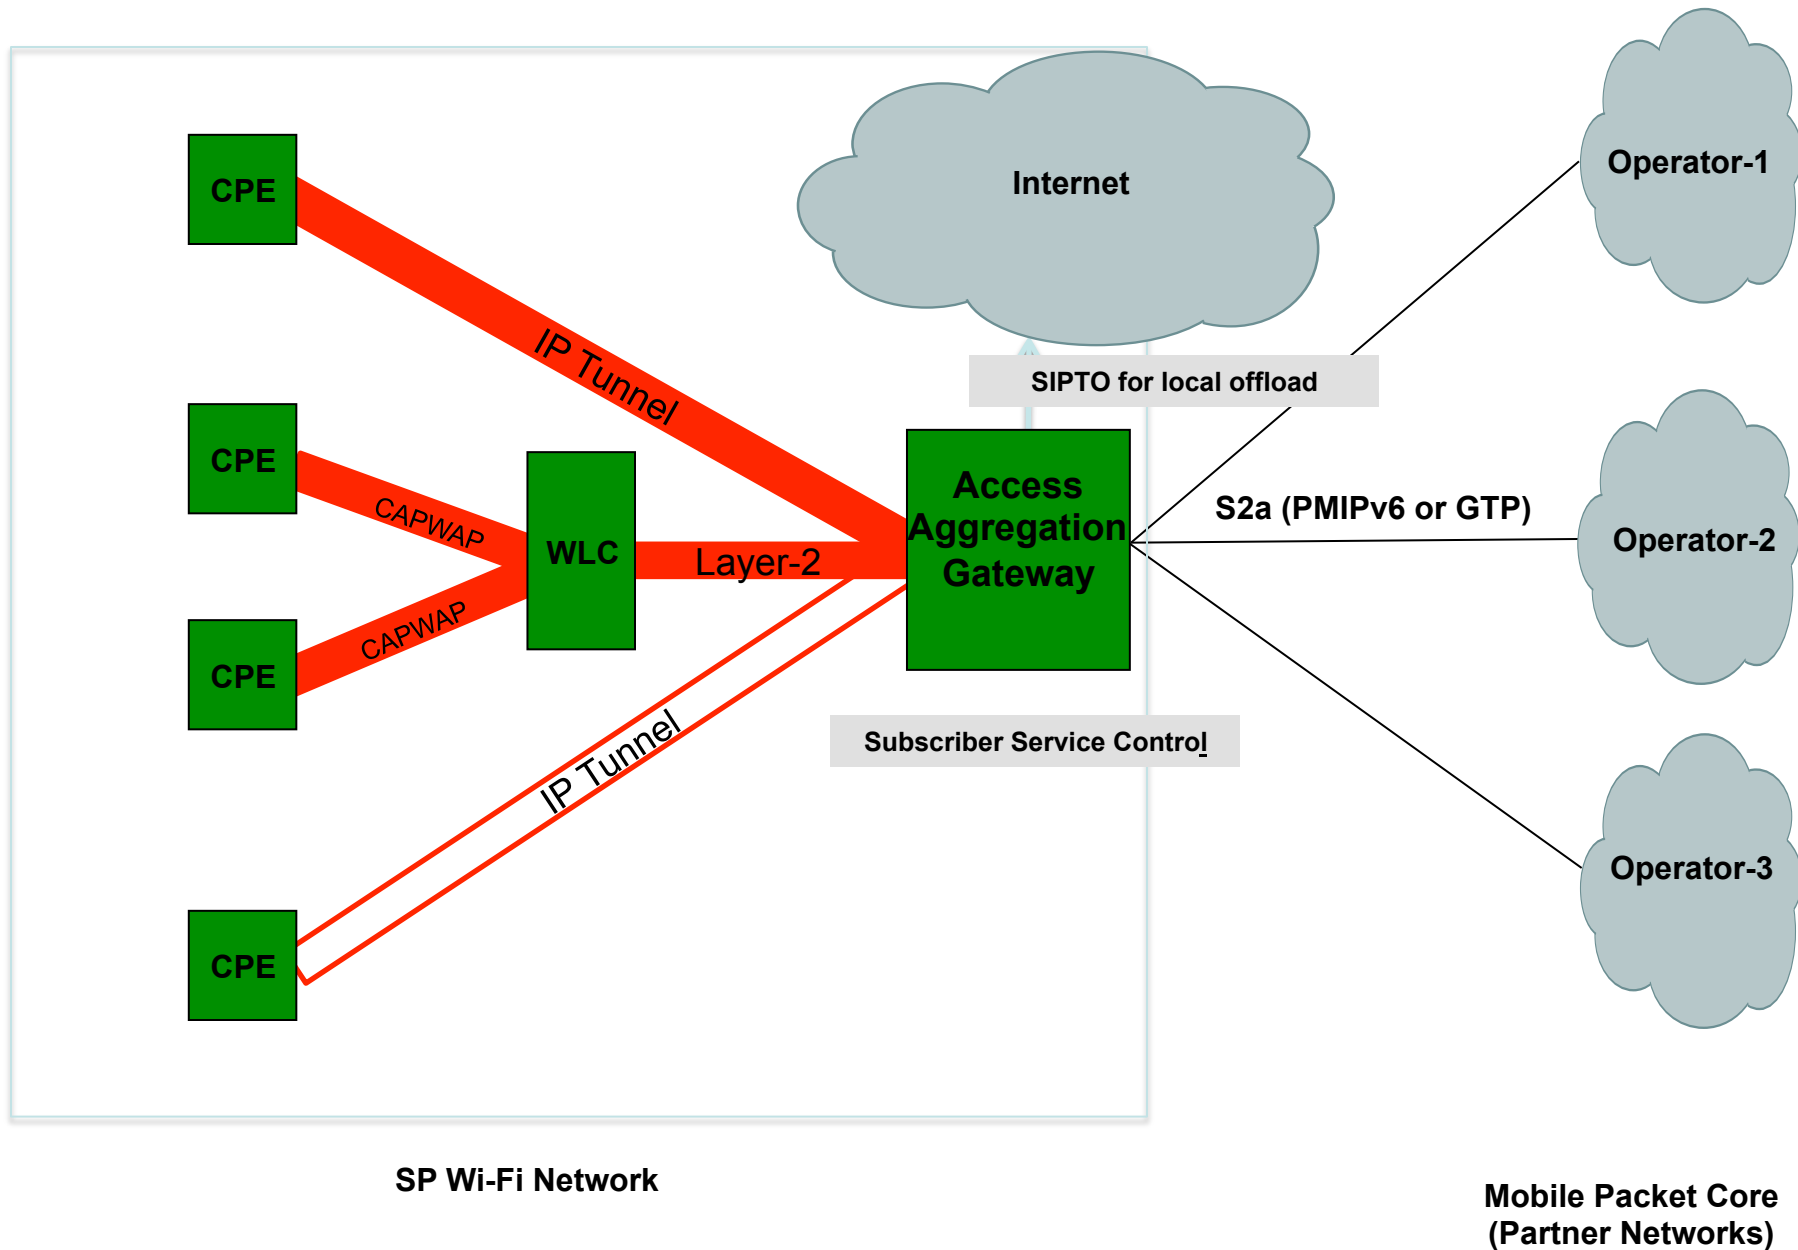 CPE
Internet
Operator-1
IP Tunnel
SIPTO for local offload
CPE
CAPWAP
WLC
Layer-2
Access
Aggregation
Gateway
S2a (PMIPv6 or GTP)
Operator-2
CAPWAP
CPE
IP Tunnel
Subscriber Service Control
Operator-3
CPE
SP Wi-Fi Network
Mobile Packet Core
(Partner Networks)